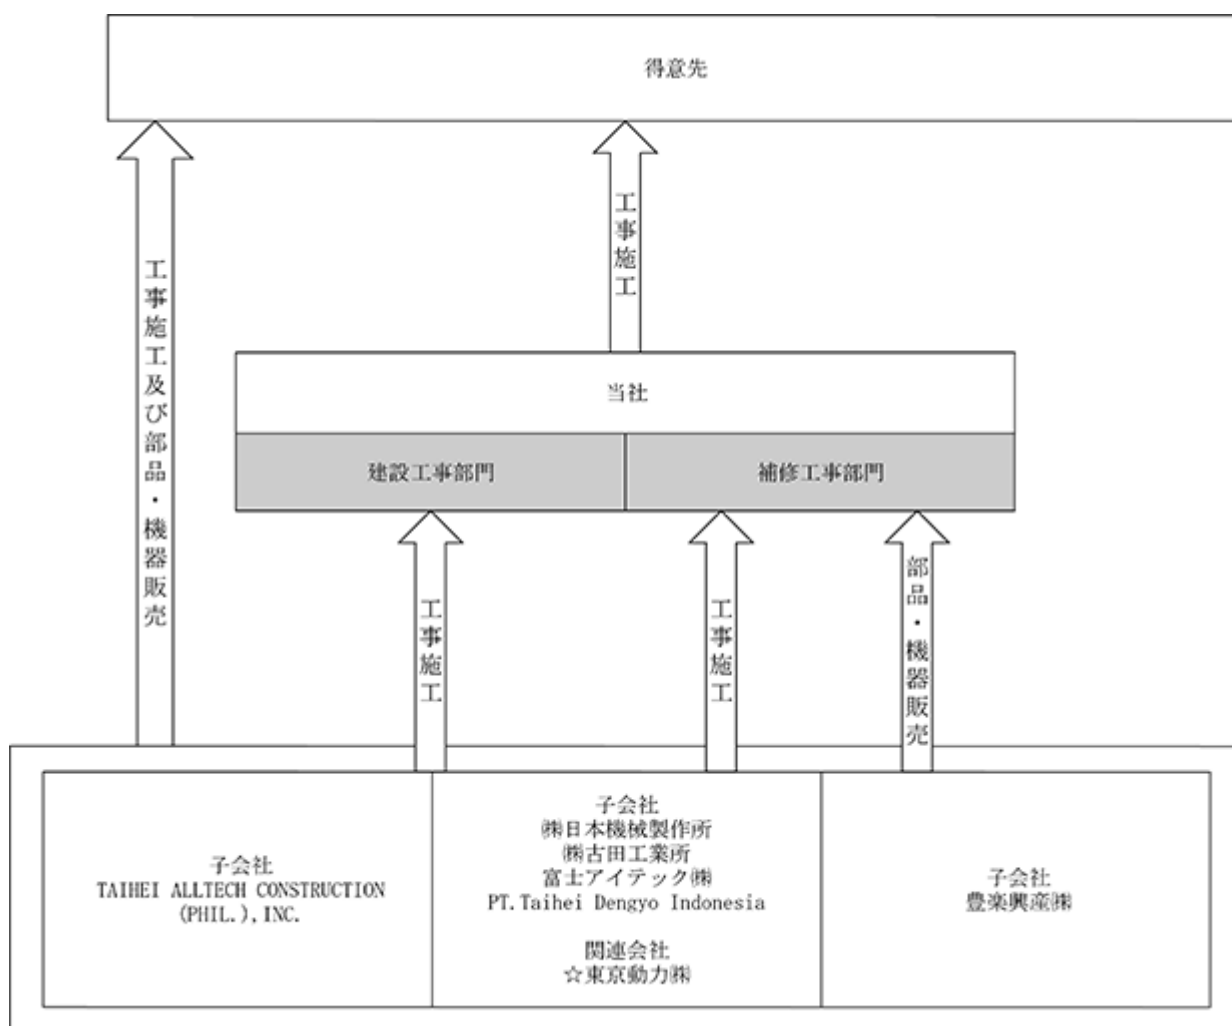 得意先
工事施工及び部品・機器販売
工事施工
当社
建設工事部門
補修工事部門
工事施工
工事施工
部品・機器販売
子会社
TAIHEI ALLTECH CONSTRUCTION
(PHIL.),INC.
子会社
㈱日本機械製作所
㈱古田工業所
富士アイテック㈱
PT.Taihei Dengyo Indonesia
関連会社
☆東京動力㈱
子会社
豊楽興産㈱